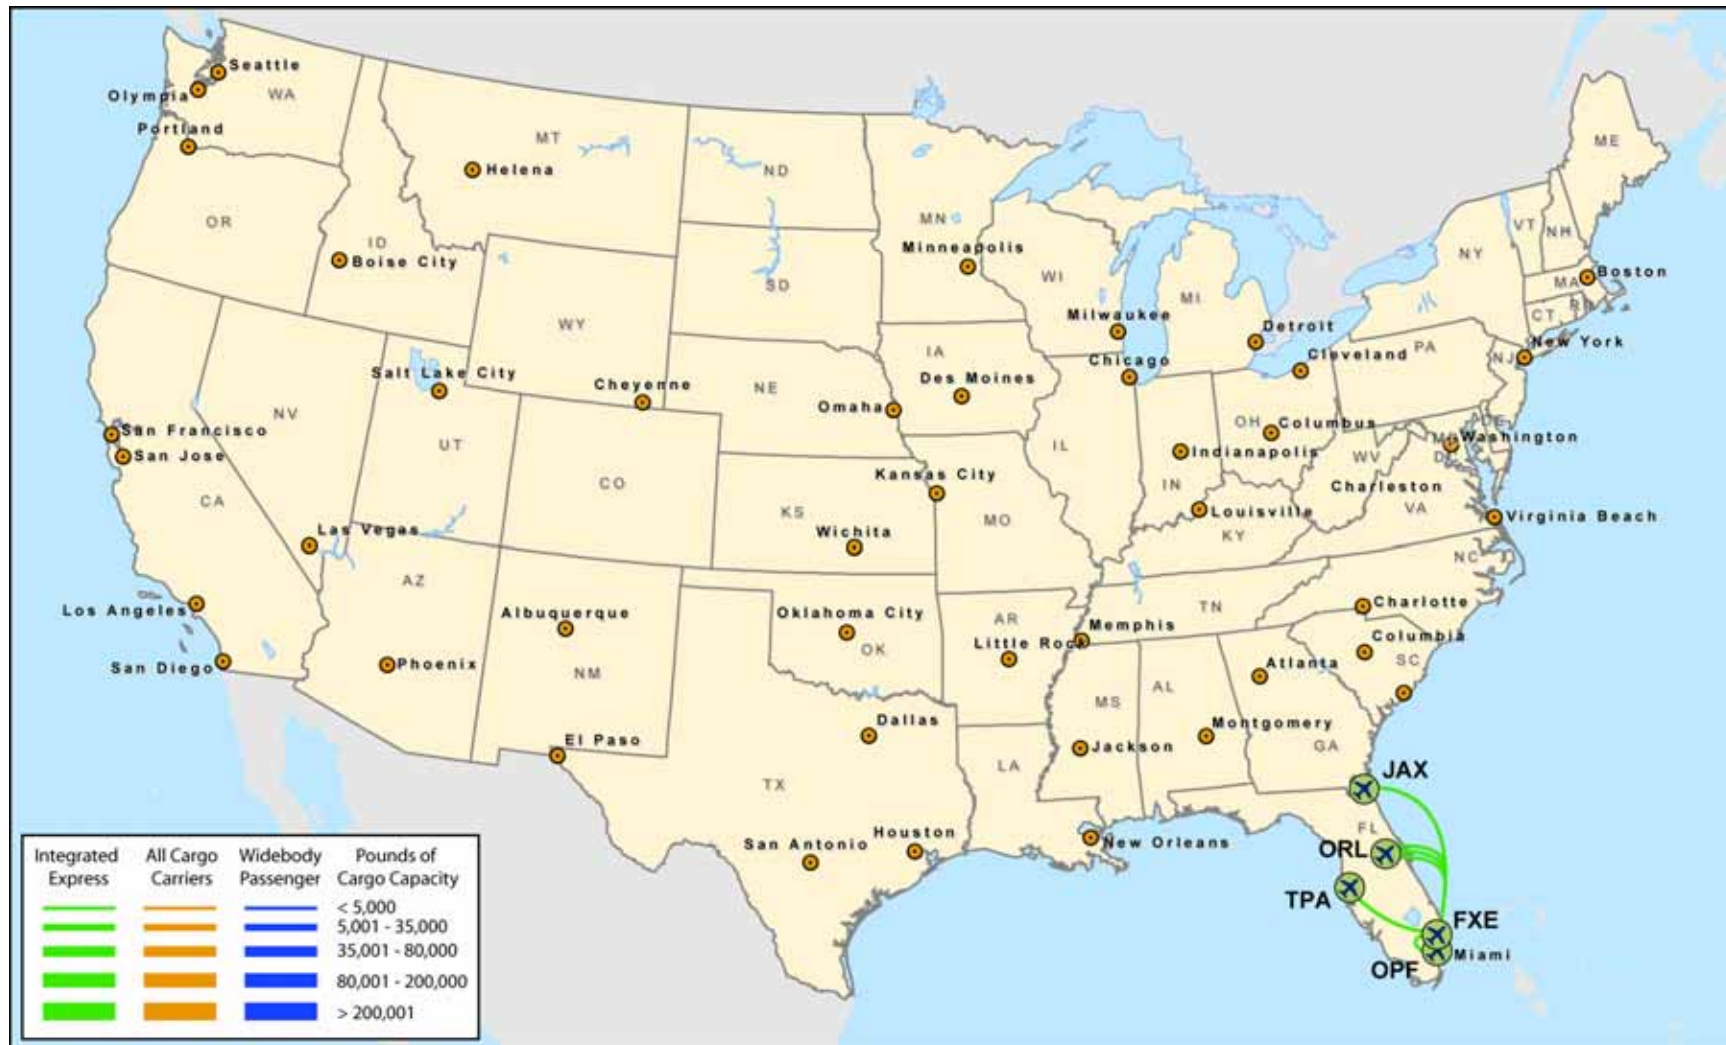 Seattle
WA
Olympia
Portland
MT
ND
ME
Helena
OR
MN
VT
NH
NY
ID
Minneapolis
Boise City
WI
Boston
MA
SD
MI
RI
CT
WY
Milwaukee
Detroit
New York
IA
PA
Cleveland
NJ
Chicago
Salt Lake City
Des Moines
Cheyenne
NE
Omaha
NV
OH
Columbus
DE
San Francisco
UT
IL
MD
Washington
San Jose
Indianapolis
WV
DC
Kansas City
CO
IN
Charleston
CA
KS
MO
Louisville
VA
Virginia Beach
Las Vegas
Wichita
KY
NC
AZ
Los Angeles
Albuquerque
Oklahoma City
AR
TN
Charlotte
Memphis
Columbia
Little Rock
OK
San Diego
Phoenix
NM
Atlanta
SC
AL
MS
Dallas
Montgomery
El Paso
Jackson
GA
LA
JAX
TX
FL
Houston
San Antonio
New Orleans
ORL
TPA
FXE
Miami
OPF
Integrated Express
All Cargo Carriers
Widebody Passenger
Pounds of Cargo Capacity
< 5,000
5,001 - 35,000
35,001 - 80,000
80,001 - 200,000
> 200,001